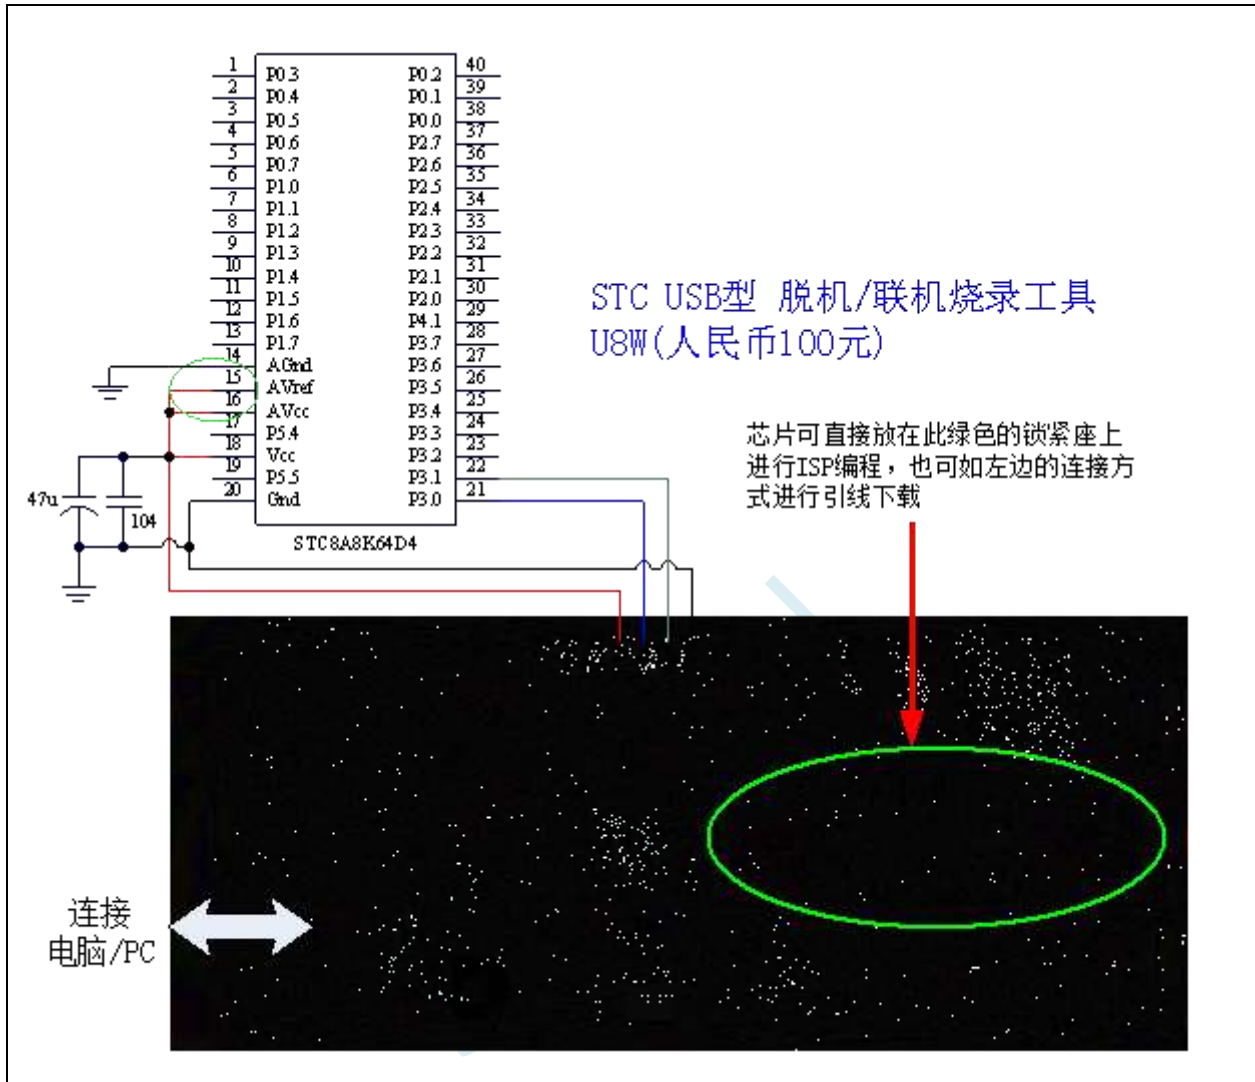 1 P0.3 P0.2 40
2 P0.4 P0.1 39
3 P0.5 P0.0 38
4 P0.6 P2.7 37
5 P0.7 P2.6 36
6 P1.0 P2.5 35
7 P1.1 P2.4 34
8 P1.2 P2.3 33
9 P1.3 P2.2 32
10 P1.4 P2.1 31
11 P1.5 P2.0 30
12 P1.6 P4.1 29
13 P1.7 P3.7 28
14 AGnd P3.6 27
15 AVref P3.5 26
16 AVcc P3.4 25
17 P5.4 P3.3 24
18 Vcc P3.2 23
19 P5.5 P3.1 22
20 Gnd P3.0 21
47u
104
STC8A8K64D4
STC USB型 脱机/联机烧录工具
U8W(人民币100元)
芯片可直接放在此绿色的锁紧座上
进行ISP编程，也可如左边的连接方
式进行引线下载
连接
电脑/PC